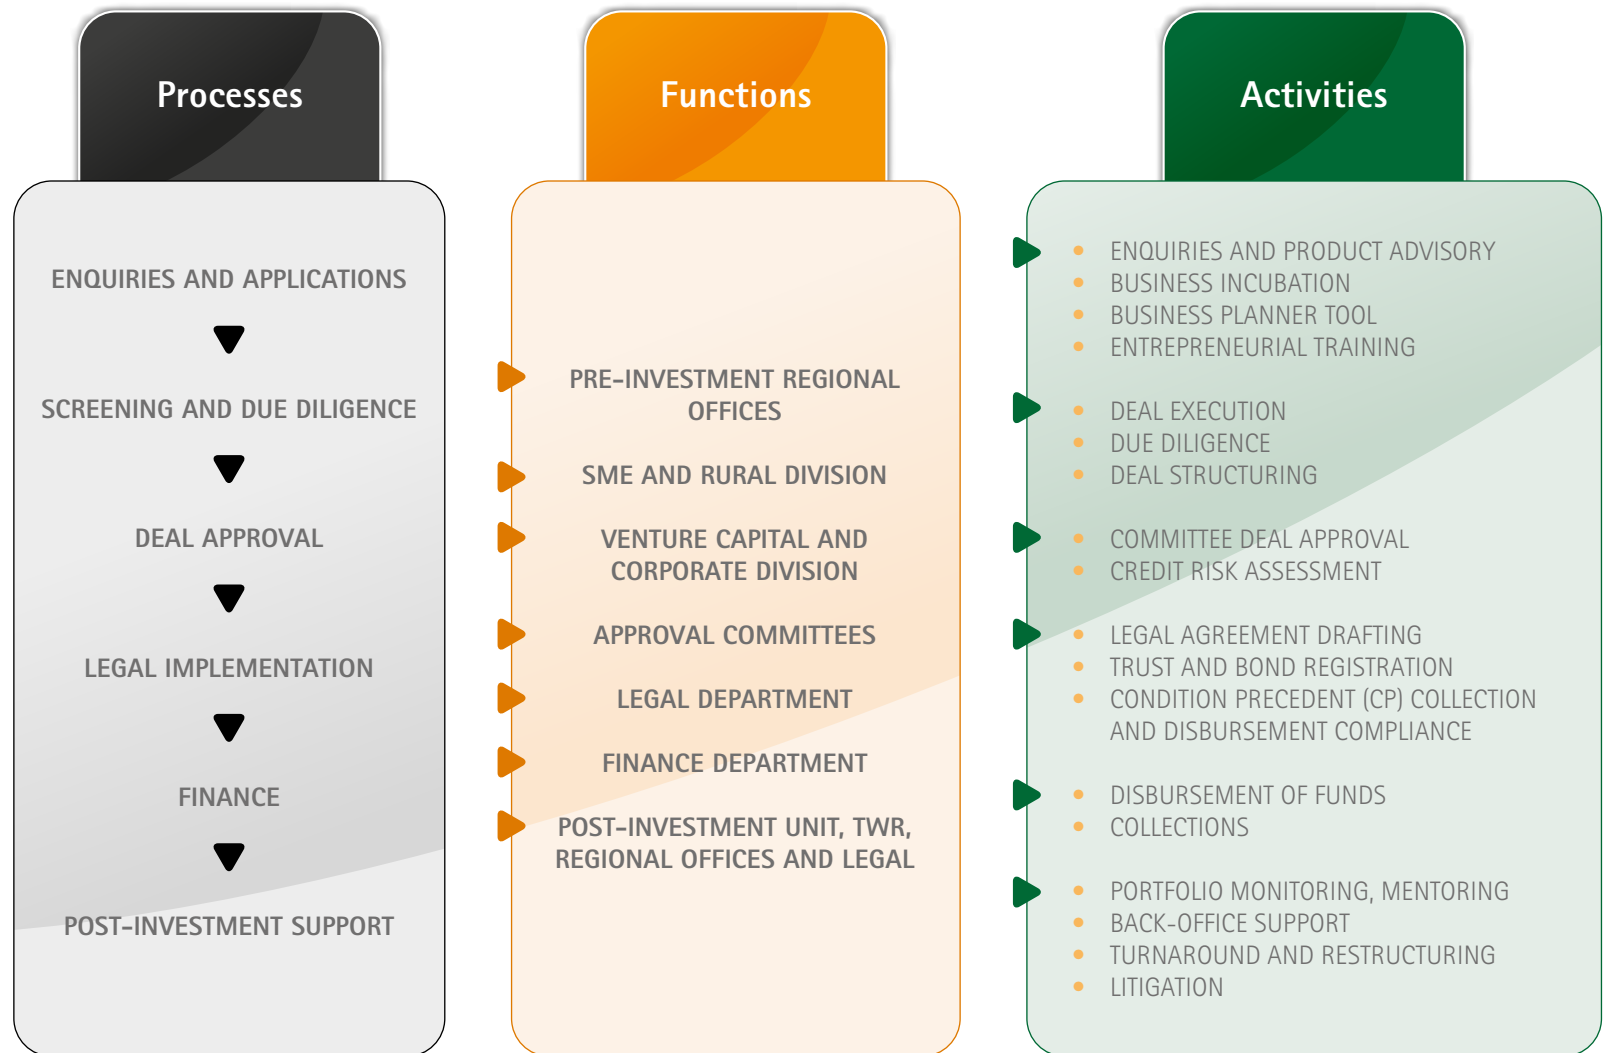 Processes
ENQUIRIES AND APPLICATIONS
SCREENING AND DUE DILIGENCE
DEAL APPROVAL
LEGAL IMPLEMENTATION
FINANCE
POST-INVESTMENT SUPPORT
Functions
PRE-INVESTMENT REGIONAL
OFFICES
SME AND RURAL DIVISION
VENTURE CAPITAL AND
CORPORATE DIVISION
APPROVAL COMMITTEES
LEGAL DEPARTMENT
FINANCE DEPARTMENT
POST-INVESTMENT UNIT, TWR,
REGIONAL OFFICES AND LEGAL
Activities
• ENQUIRIES AND PRODUCT ADVISORY
• BUSINESS INCUBATION
• BUSINESS PLANNER TOOL
• ENTREPRENEURIAL TRAINING
• DEAL EXECUTION
• DUE DILIGENCE
• DEAL STRUCTURING
• COMMITTEE DEAL APPROVAL
• CREDIT RISK ASSESSMENT
• LEGAL AGREEMENT DRAFTING
• TRUST AND BOND REGISTRATION
• CONDITION PRECEDENT (CP) COLLECTION
AND DISBURSEMENT COMPLIANCE
• DISBURSEMENT OF FUNDS
• COLLECTIONS
• PORTFOLIO MONITORING, MENTORING
• BACK-OFFICE SUPPORT
• TURNAROUND AND RESTRUCTURING
• LITIGATION